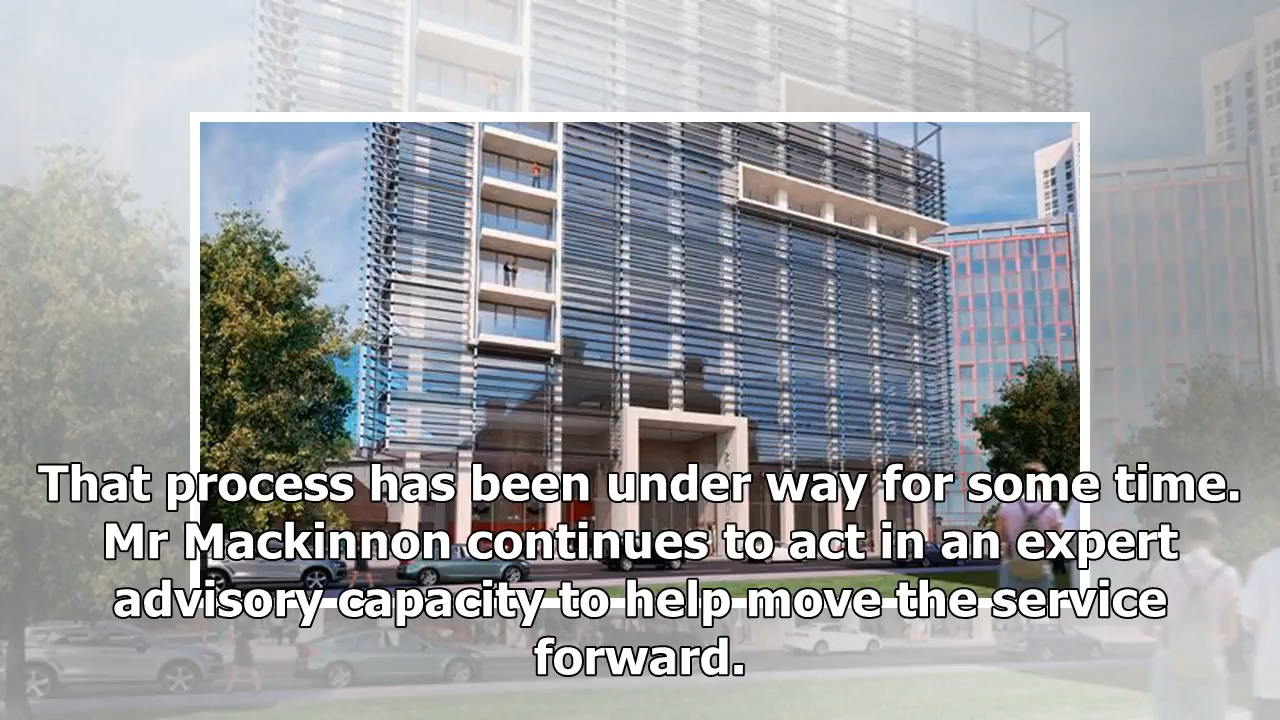 That process has been under way for some time.
Mr Mackinnon continues to act in an expert
advisory capacity to help move the service
forward.